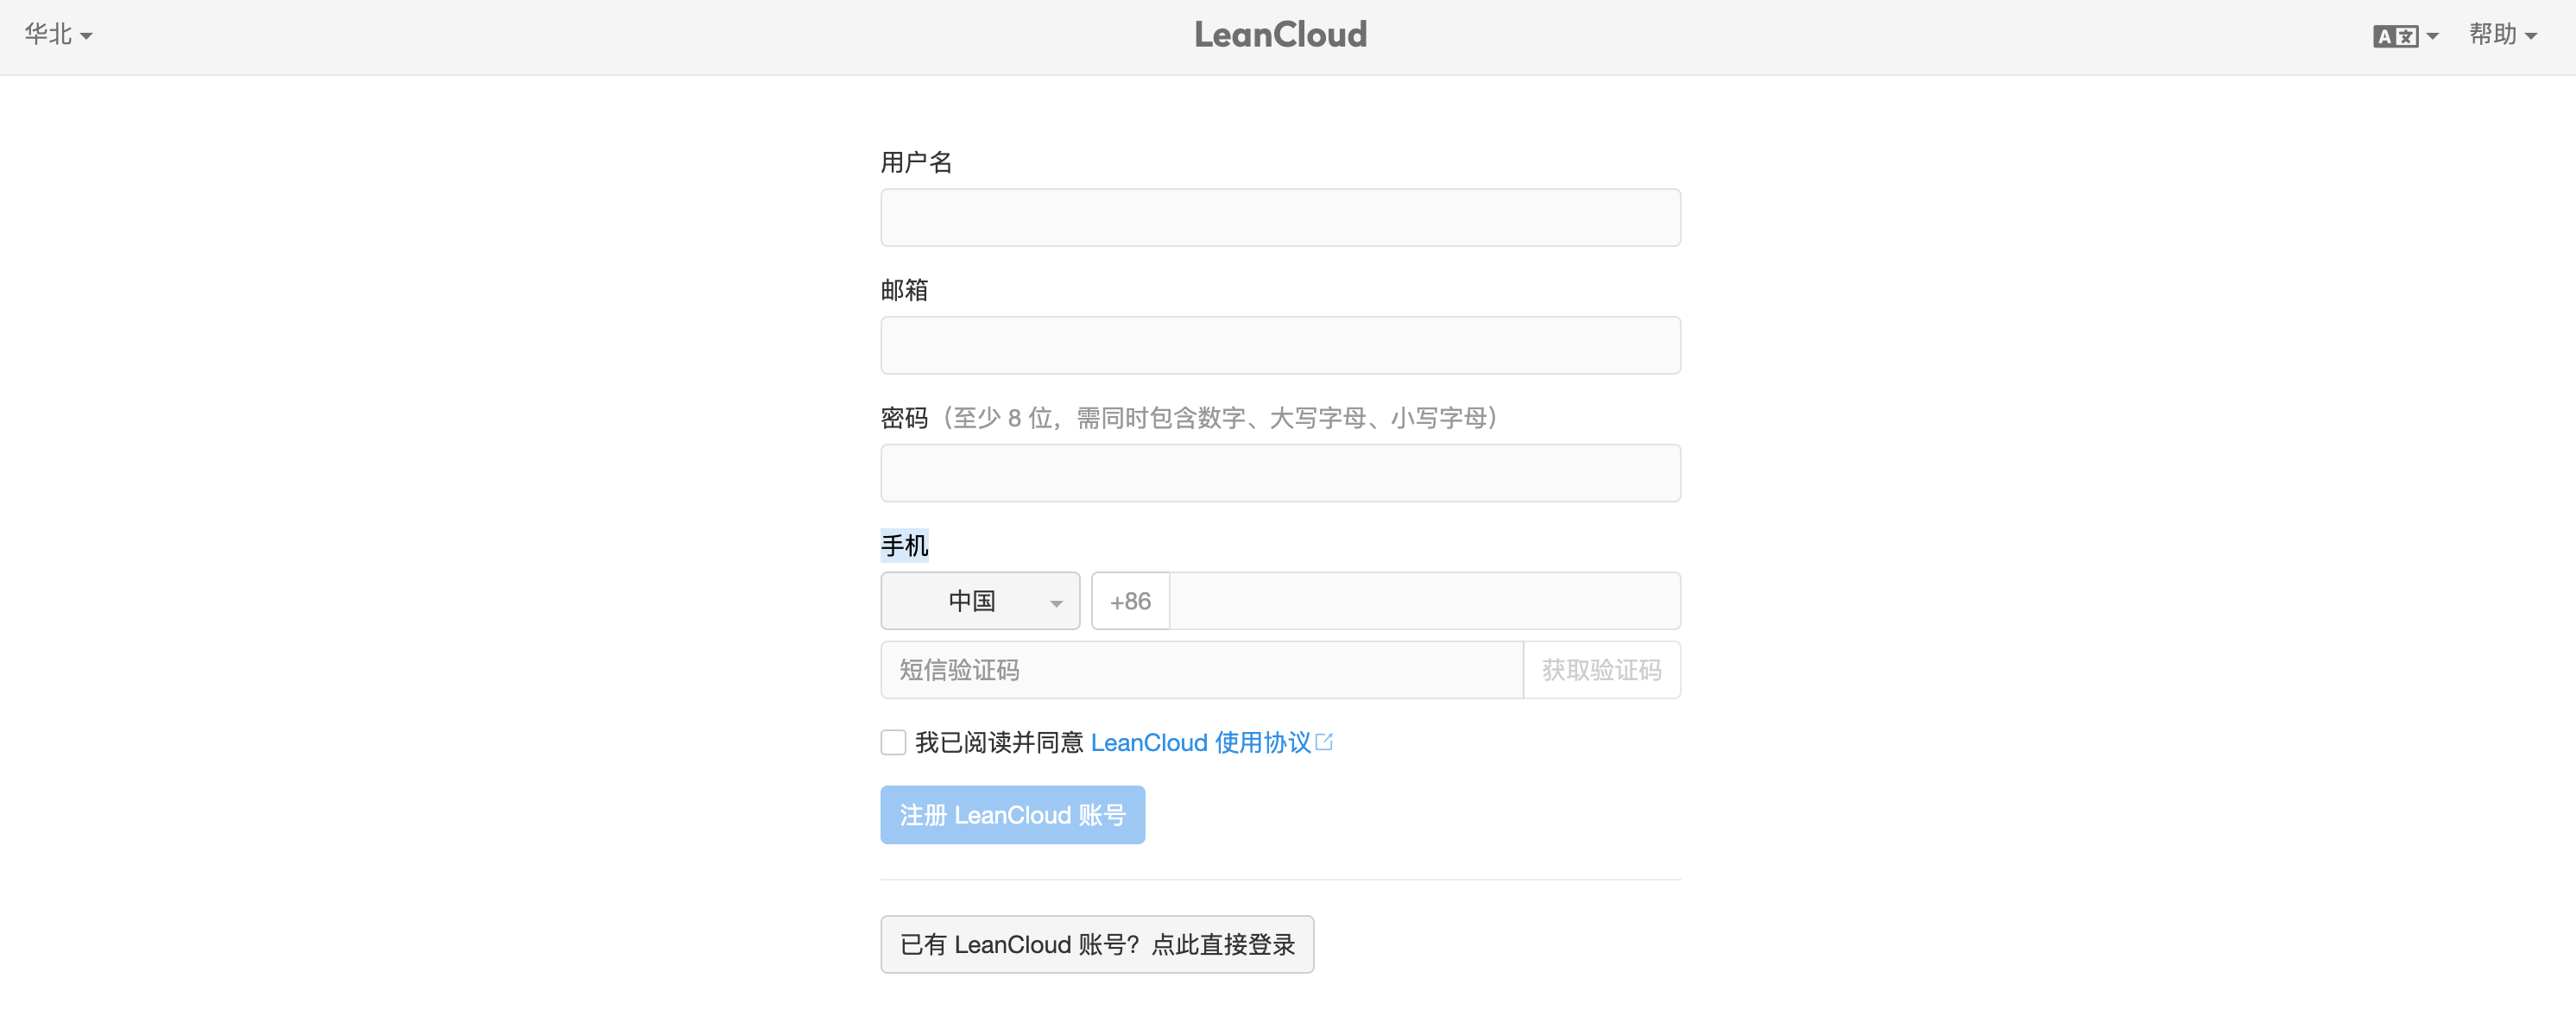 华北
LeanCloud
A文
帮助
用户名
邮箱
密码（至少 8 位，需同时包含数字、大写字母、小写字母）
手机
中国
+86
短信验证码
获取验证码
我已阅读并同意 LeanCloud 使用协议
注册 LeanCloud 账号
已有 LeanCloud 账号？点此直接登录